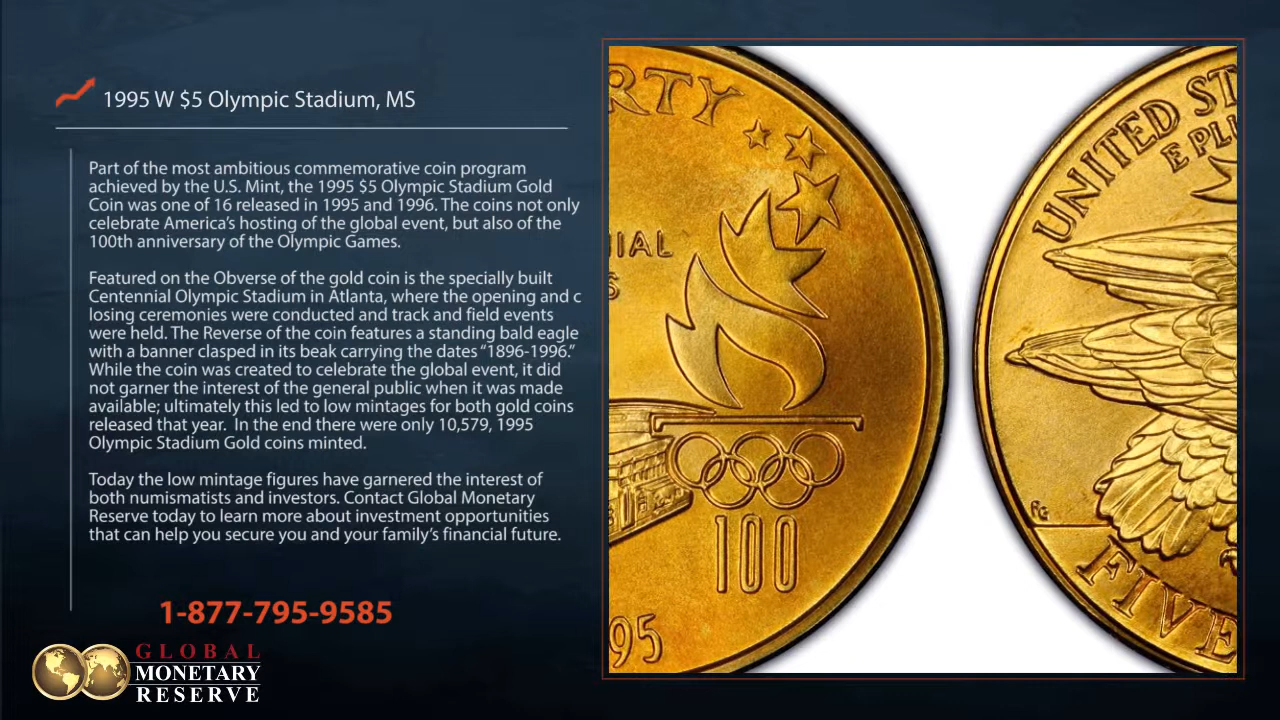 1995 W $5 Olympic Stadium, MS
Part of the most ambitious commemorative coin program
achieved by the U.S. Mint, the 1995 $5 Olympic Stadium Gold
Coin was one of 16 released in 1995 and 1996. The coins not only
celebrate America's hosting of the global event, but also of the
100th anniversary of the Olympic Games.
Featured on the Obverse of the gold coin is the specially built
Centennial Olympic Stadium in Atlanta, where the opening and c
losing ceremonies were conducted and track and field events
were held. The Reverse of the coin features a standing bald eagle
with a banner clasped in its beak carrying the dates "1896-1996."
While the coin was created to celebrate the global event, it did
not garner the interest of the general public when it was made
available; ultimately this led to low mintages for both gold coins
released that year.  In the end there were only 10,579, 1995
Olympic Stadium Gold coins minted.
Today the low mintage figures have garnered the interest of
both numismatists and investors. Contact Global Monetary
Reserve today to learn more about investment opportunities
that can help you secure you and your family's financial future.
1-877-795-9585
GLOBAL
MONETARY
RESERVE
RTY
NIAL
6
100
95
UNITED ST
E PLU
FG
FIVE